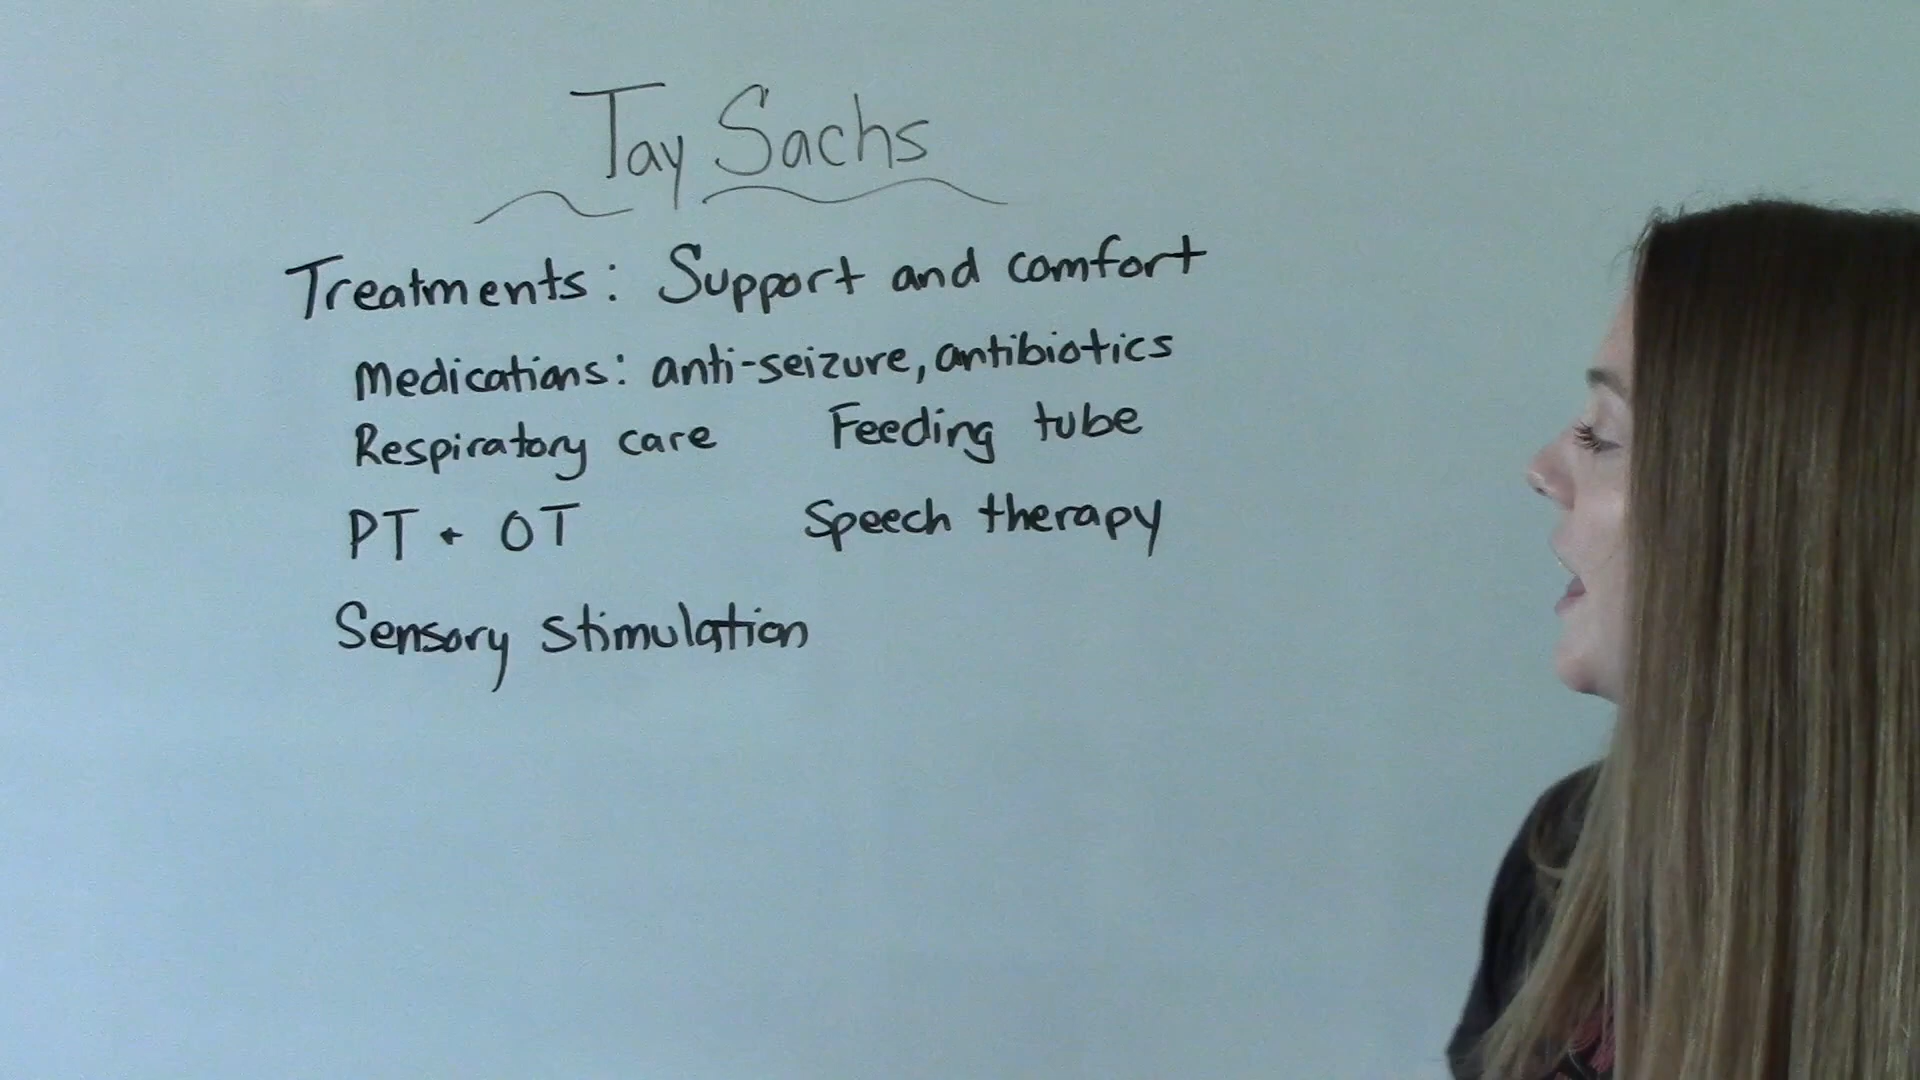 Tay Sachs
Treatments: Support and comfort
Medications: anti-seizure, antibiotics
Respiratory care Feeding tube
PT + OT Speech therapy
Sensory stimulation